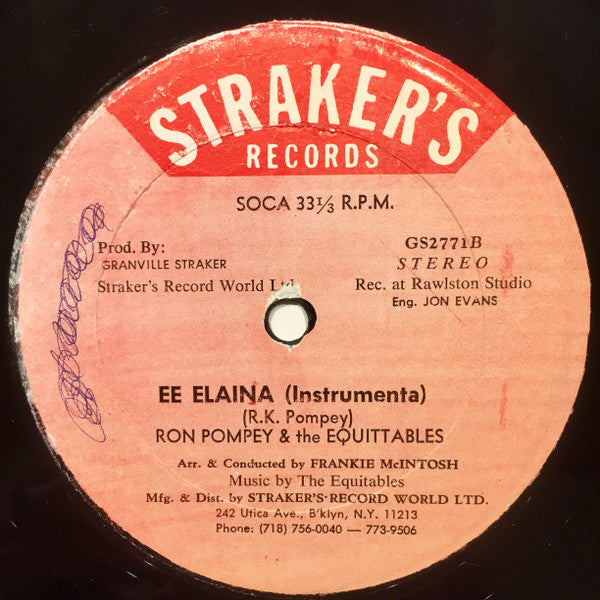 STRAKER'S
RECORDS
SOCA 33⅓ R.P.M.
Prod. By:
GRANVILLE STRAKER
Straker's Record World Ltd.
GS2771B
STEREO
Rec. at Rawlston Studio
Eng. JON EVANS
EE ELAINA (Instrumenta)
(R.K. Pompey)
RON POMPEY & the EQUITTABLES
Arr. & Conducted by FRANKIE McINTOSH
Music by The Equitables
Mfg. & Dist. by STRAKER'S RECORD WORLD LTD.
242 Utica Ave., B'klyn, N.Y. 11213
Phone: (718) 756-0040 — 773-9506